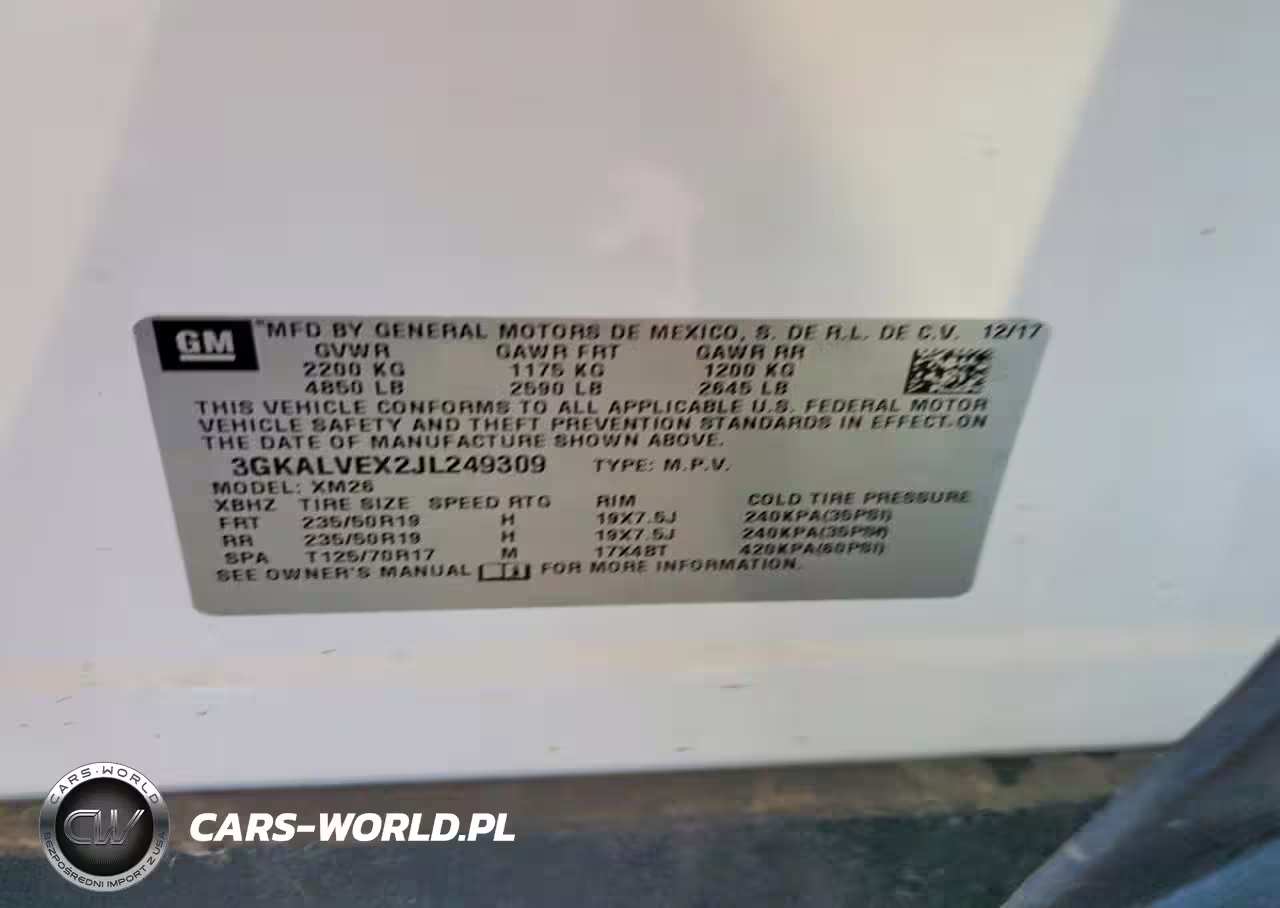 GM
MFD BY GENERAL MOTORS DE MEXICO, S. DE R.L. DE C.V. 12/17
GVWR GAWR FRT GAWR RR
2200 KG 1175 KG 1200 KG
4850 LB 2590 LB 2645 LB
THIS VEHICLE CONFORMS TO ALL APPLICABLE U.S. FEDERAL MOTOR
VEHICLE SAFETY AND THEFT PREVENTION STANDARDS IN EFFECT ON
THE DATE OF MANUFACTURE SHOWN ABOVE.
3GKALVEX2JL249309 TYPE: M.P.V.
MODEL: XM26
XBHZ TIRE SIZE SPEED RTG RIM COLD TIRE PRESSURE
FRT 235/50R19 H 19X7.5J 240KPA(35PSI)
RR 235/50R19 H 19X7.5J 240KPA(35PSI)
SPA T125/70R17 M 17X4BT 420KPA(60PSI)
SEE OWNER'S MANUAL FOR MORE INFORMATION.
CARS-WORLD
CW
BEZPOŚREDNI IMPORT Z USA
CARS-WORLD.PL